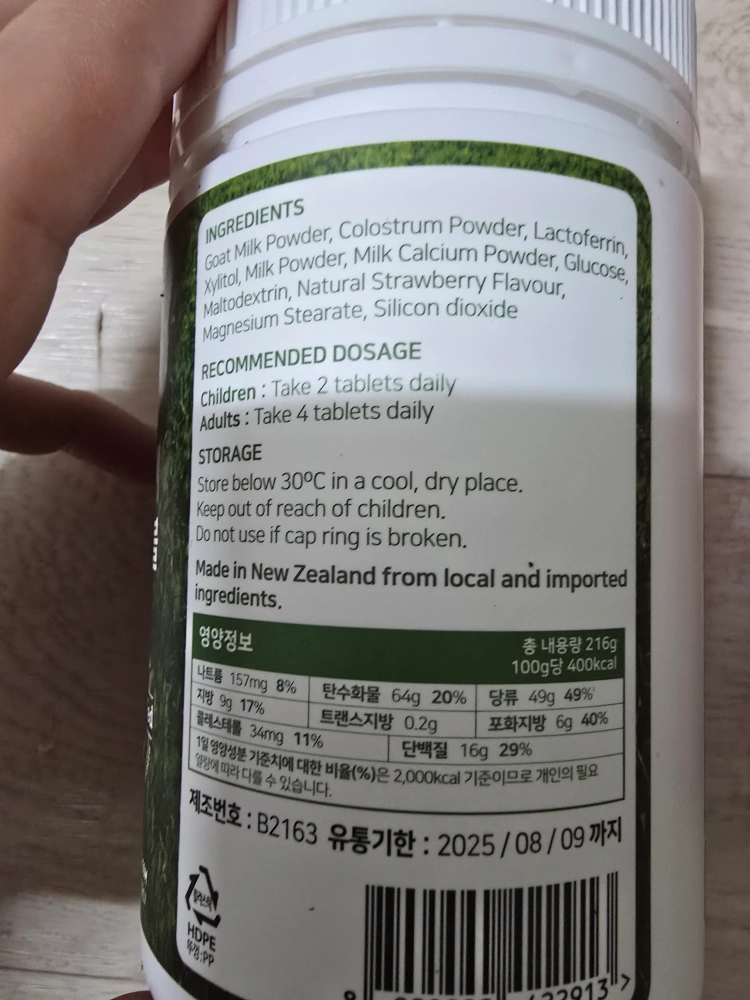 INGREDIENTS
Goat Milk Powder, Colostrum Powder, Lactoferrin,
Xylitol, Milk Powder, Milk Calcium Powder, Glucose,
Maltodextrin, Natural Strawberry Flavour,
Magnesium Stearate, Silicon dioxide
RECOMMENDED DOSAGE
Children : Take 2 tablets daily
Adults : Take 4 tablets daily
STORAGE
Store below 30ºC in a cool, dry place.
Keep out of reach of children.
Do not use if cap ring is broken.
Made in New Zealand from local and imported
ingredients.
영양정보
총 내용량 216g
100g당 400kcal
나트륨 157mg 8% 탄수화물 64g 20% 당류 49g 49%
지방 9g 17% 트랜스지방 0.2g 포화지방 6g 40%
콜레스테롤 34mg 11% 단백질 16g 29%
1일 영양성분 기준치에 대한 비율(%)은 2,000kcal 기준이므로 개인의 필요
열량에 따라 다를 수 있습니다.
제조번호 : B2163 유통기한 : 2025 / 08 / 09 까지
플라스틱
HDPE
뚜껑:PP